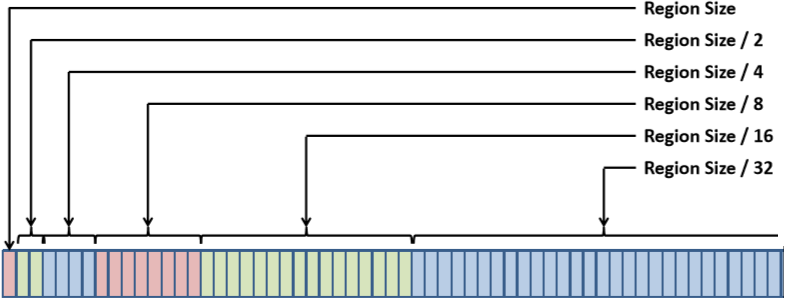 Region Size
Region Size / 2
Region Size / 4
Region Size / 8
Region Size / 16
Region Size / 32